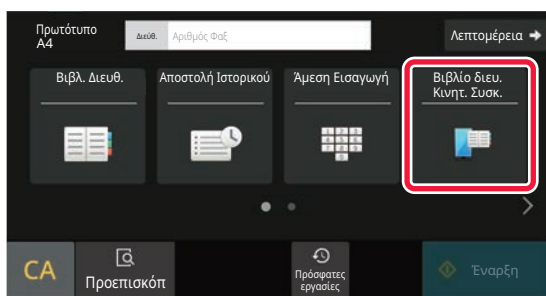 Πρωτότυπο
A4
Διεύθ.
Αριθμός Φαξ
Λεπτομέρεια
Βιβλ. Διευθ.
Αποστολή Ιστορικού
Άμεση Εισαγωγή
Βιβλίο διευ.
Κινητ. Συσκ.
CA
Προεπισκόπ
Πρόσφατες
εργασίες
Έναρξη